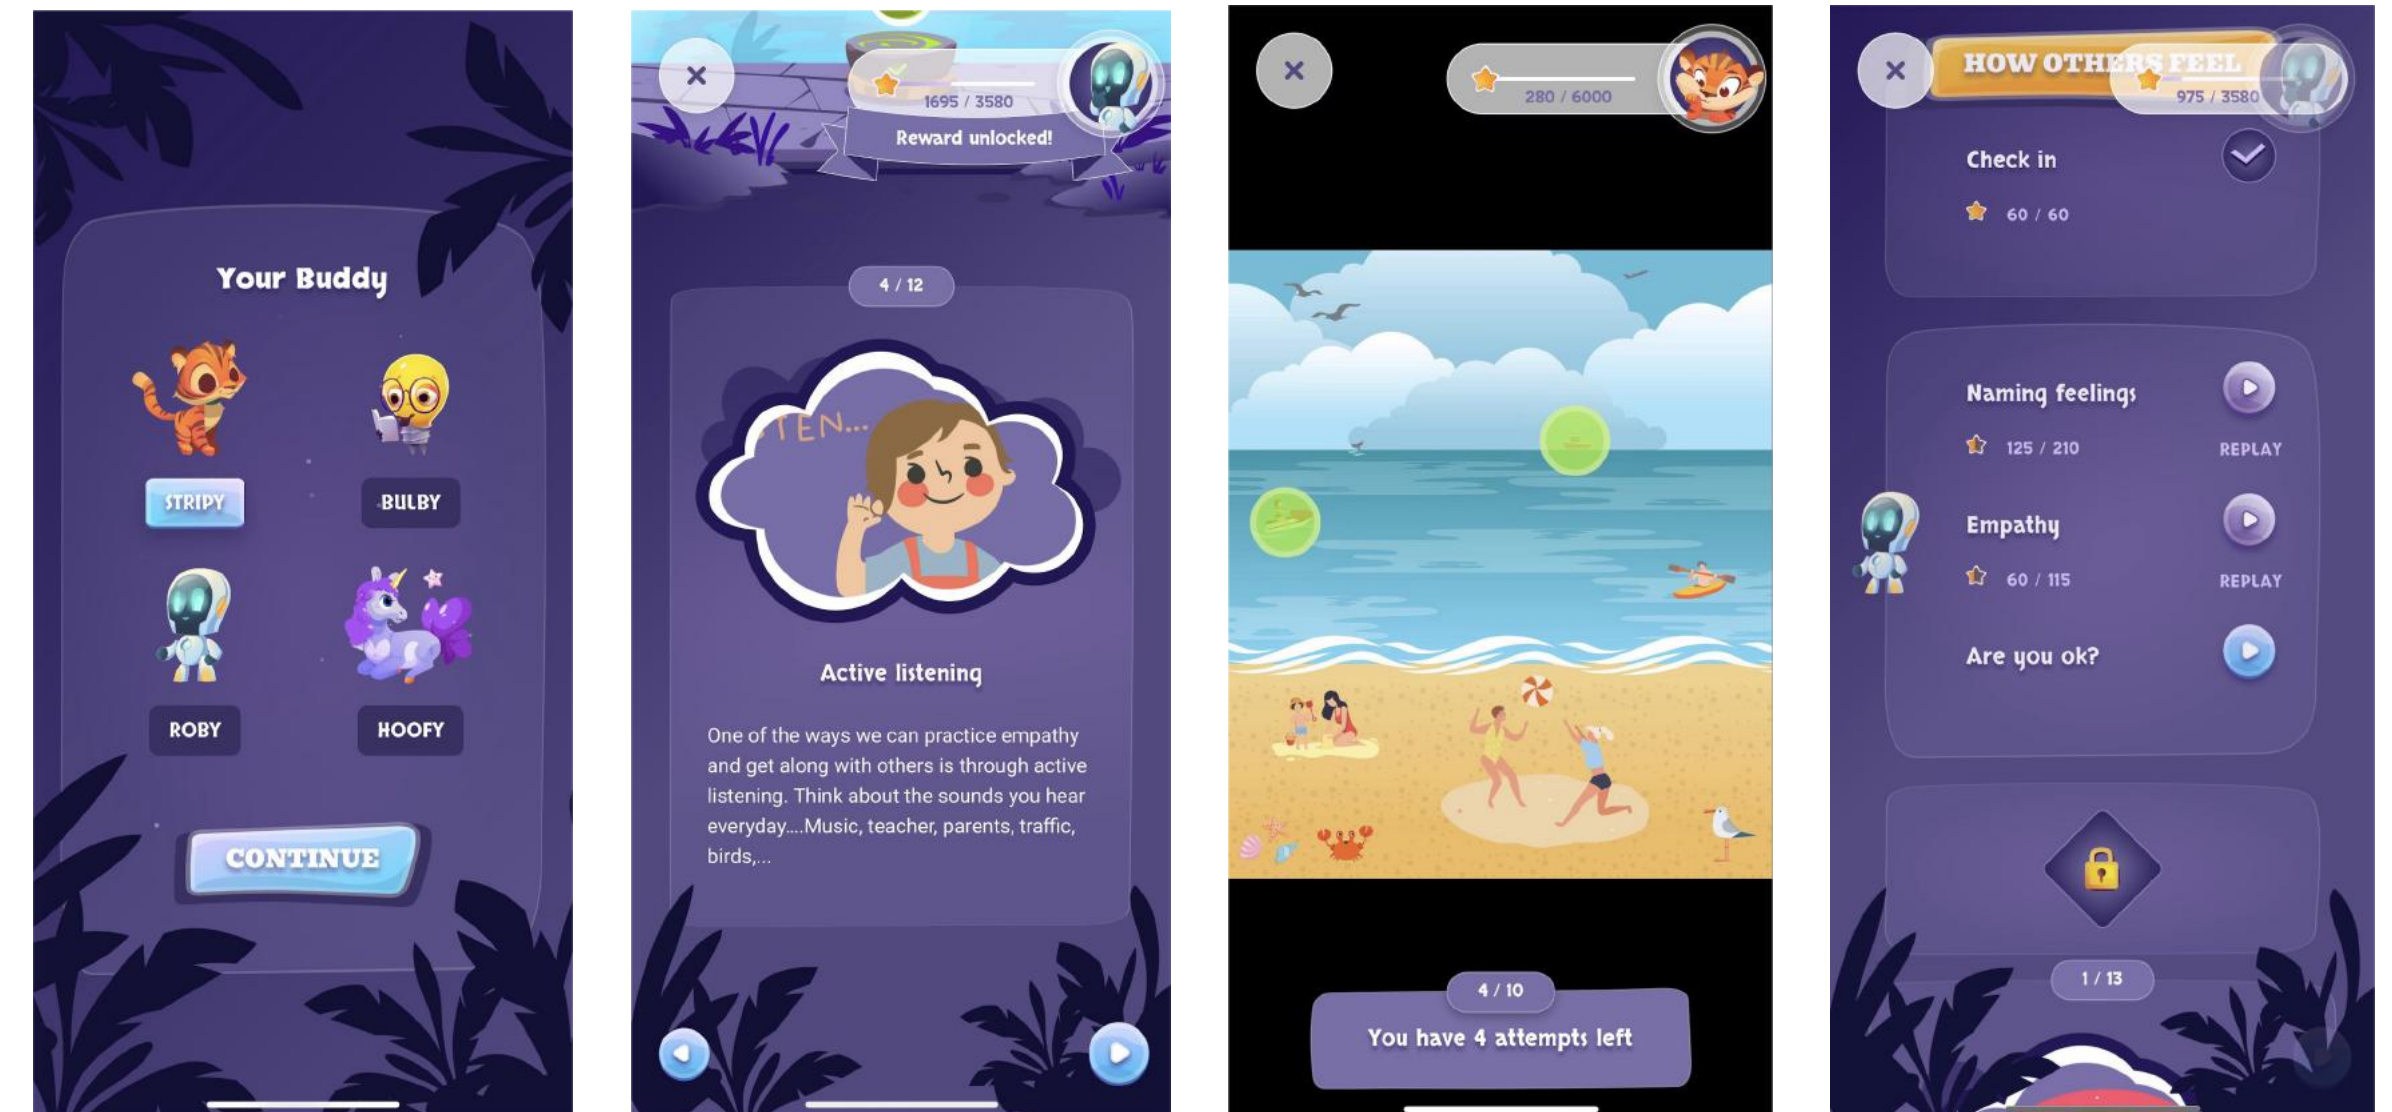 Your Buddy
STRIPY
BULBY
ROBY
HOOFY
CONTINUE
1695 / 3580
Reward unlocked!
4 / 12
TEN...
Active listening
One of the ways we can practice empathy
and get along with others is through active
listening. Think about the sounds you hear
everyday....Music, teacher, parents, traffic,
birds,...
280 / 6000
4 / 10
You have 4 attempts left
HOW OTHERS FEEL
975 / 3580
Check in
60 / 60
Naming feelings
125 / 210
REPLAY
Empathy
60 / 115
REPLAY
Are you ok?
1 / 13